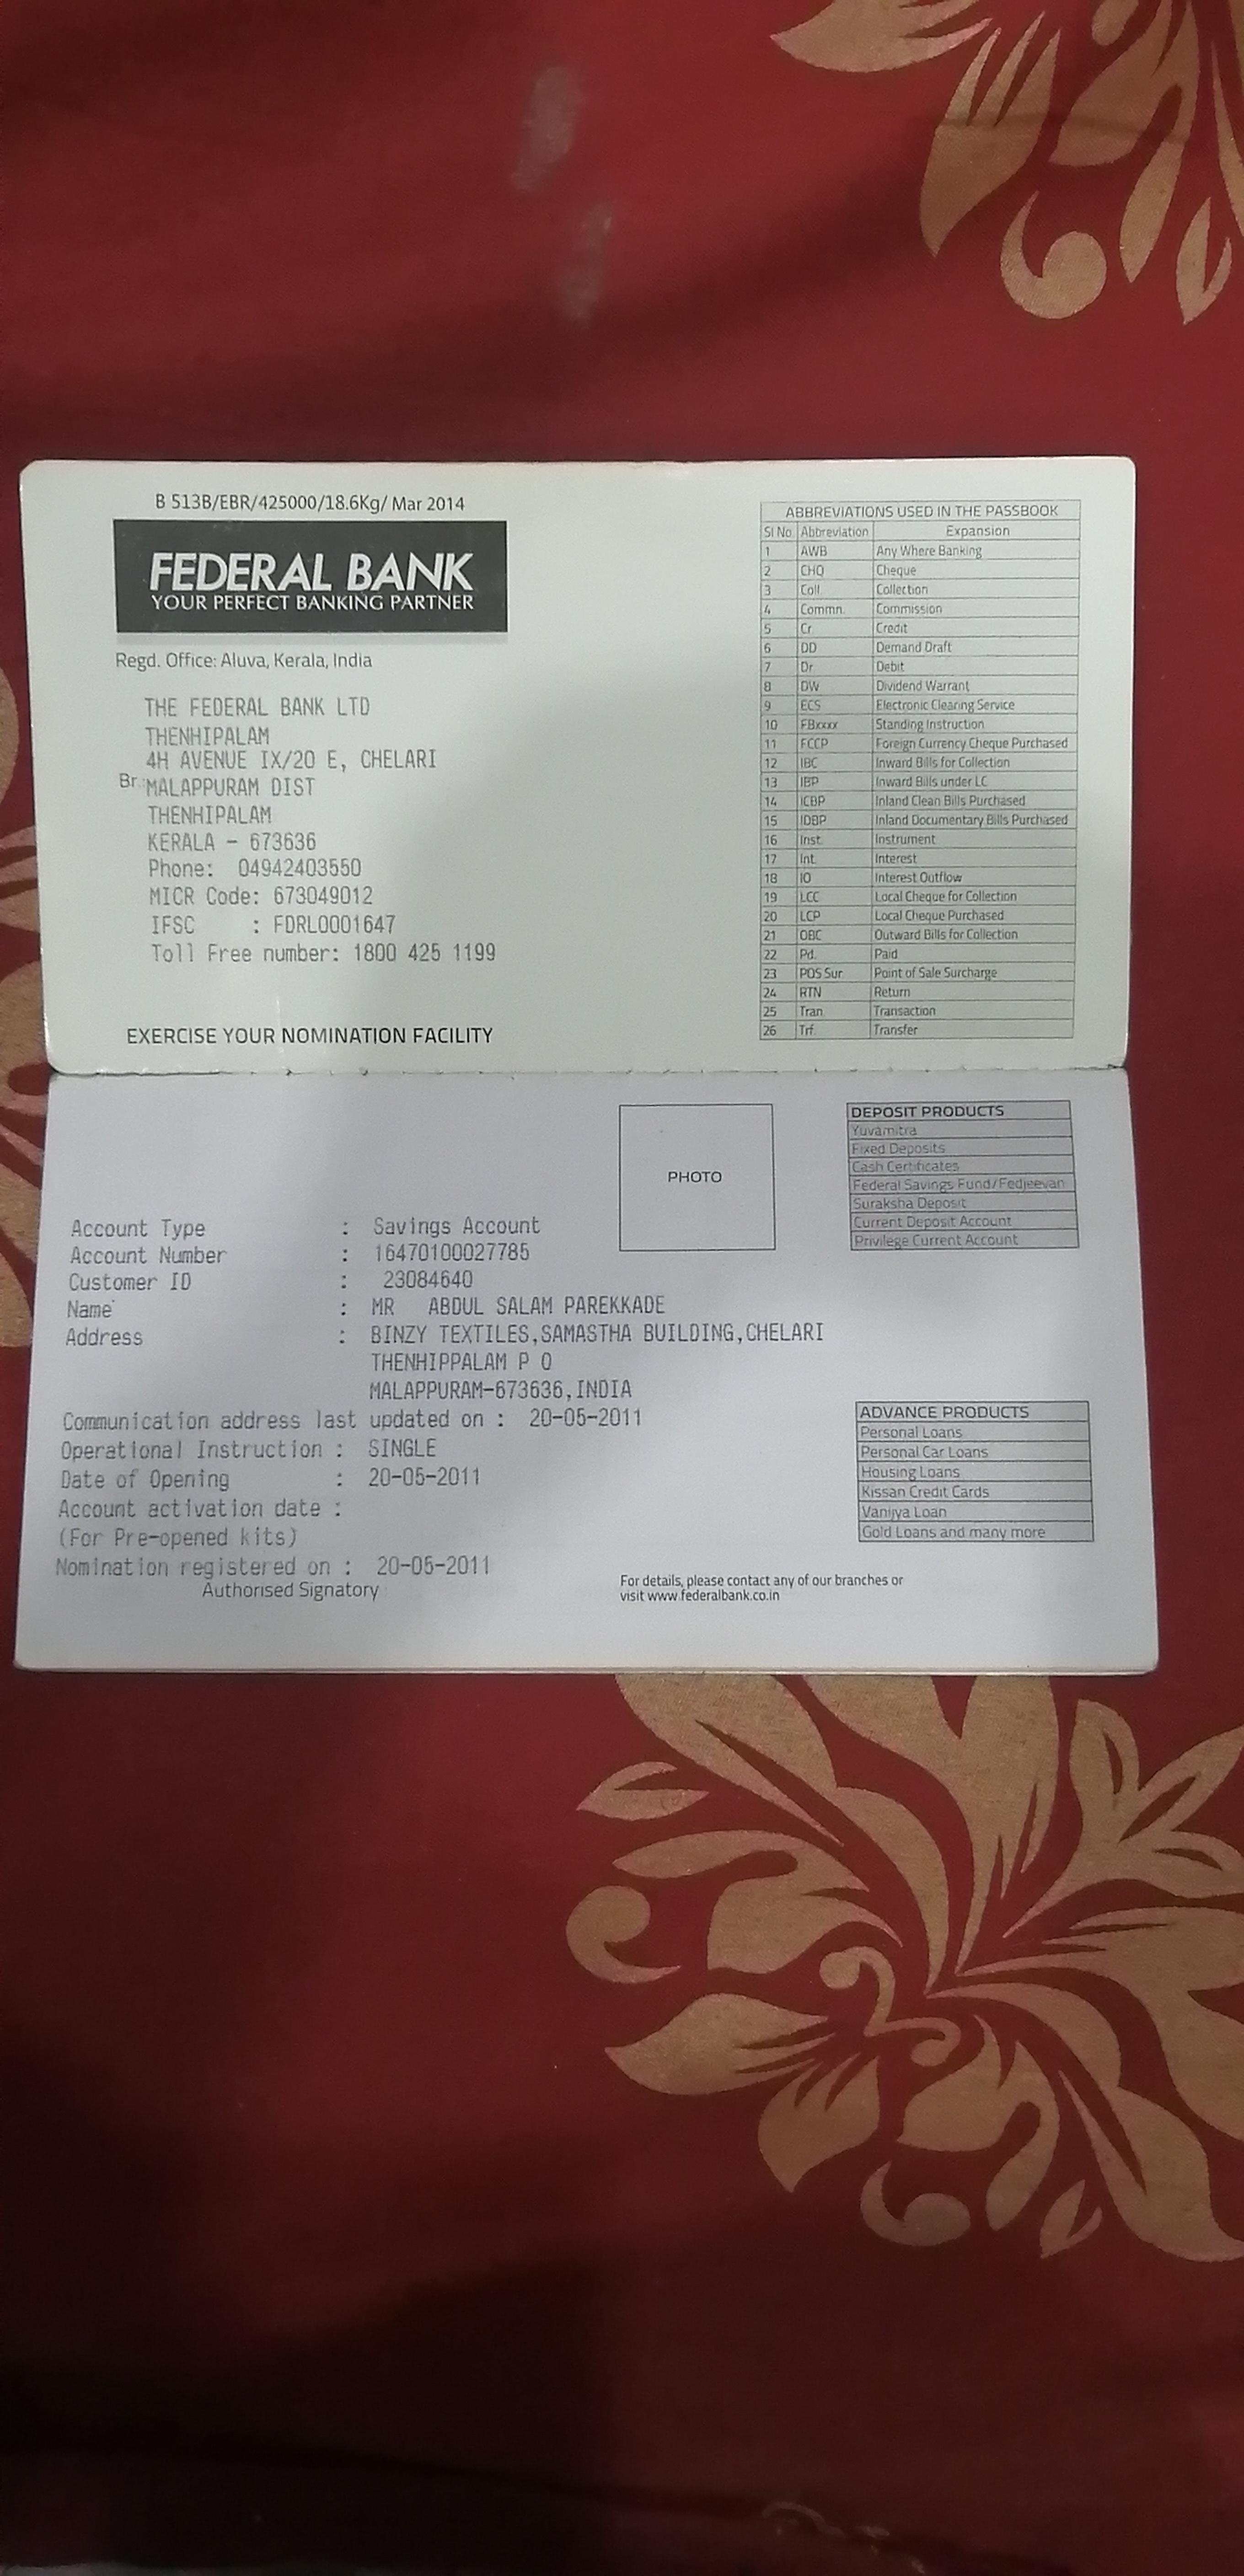 B 513B/EBR/425000/18.6Kg/ Mar 2014
FEDERAL BANK
YOUR PERFECT BANKING PARTNER
Regd. Office: Aluva, Kerala, India
THE FEDERAL BANK LTD
THENHIPALAM
4H AVENUE IX/20 E, CHELARI
Br.: MALAPPURAM DIST
THENHIPALAM
KERALA - 673636
Phone: 04942403550
MICR Code: 673049012
IFSC : FDRL0001647
Toll Free number: 1800 425 1199
EXERCISE YOUR NOMINATION FACILITY
ABBREVIATIONS USED IN THE PASSBOOK
Sl No. Abbreviation Expansion
1 AWB Any Where Banking
2 CHQ Cheque
3 Coll. Collection
4 Commn. Commission
5 Cr. Credit
6 DD Demand Draft
7 Dr Debit
8 DW Dividend Warrant
9 ECS Electronic Clearing Service
10 FBxxxx Standing Instruction
11 FCCP Foreign Currency Cheque Purchased
12 IBC Inward Bills for Collection
13 IBP Inward Bills under LC
14 ICBP Inland Clean Bills Purchased
15 IDBP Inland Documentary Bills Purchased
16 Inst. Instrument
17 Int. Interest
18 IO Interest Outflow
19 LCC Local Cheque for Collection
20 LCP Local Cheque Purchased
21 OBC Outward Bills for Collection
22 Pd. Paid
23 POS Sur. Point of Sale Surcharge
24 RTN Return
25 Tran. Transaction
26 Trf. Transfer
PHOTO
DEPOSIT PRODUCTS
Yuvamitra
Fixed Deposits
Cash Certificates
Federal Savings Fund/Fedjeevan
Suraksha Deposit
Current Deposit Account
Privilege Current Account
Account Type : Savings Account
Account Number : 16470100027785
Customer ID : 23084640
Name : MR ABDUL SALAM PAREKKADE
Address : BINZY TEXTILES,SAMASTHA BUILDING,CHELARI
THENHIPPALAM P O
MALAPPURAM-673636,INDIA
Communication address last updated on : 20-05-2011
Operational Instruction : SINGLE
Date of Opening : 20-05-2011
Account activation date :
(For Pre-opened kits)
Nomination registered on : 20-05-2011
Authorised Signatory
ADVANCE PRODUCTS
Personal Loans
Personal Car Loans
Housing Loans
Kissan Credit Cards
Vanijya Loan
Gold Loans and many more
For details, please contact any of our branches or
visit www.federalbank.co.in